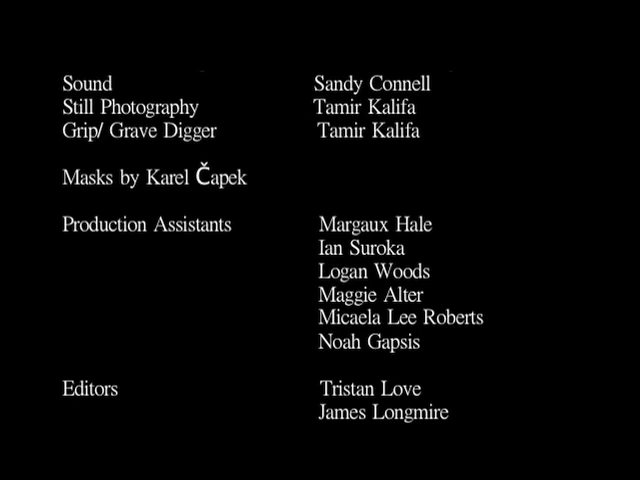 Sound Sandy Connell
Still Photography Tamir Kalifa
Grip/ Grave Digger Tamir Kalifa
Masks by Karel Čapek
Production Assistants Margaux Hale
Ian Suroka
Logan Woods
Maggie Alter
Micaela Lee Roberts
Noah Gapsis
Editors Tristan Love
James Longmire